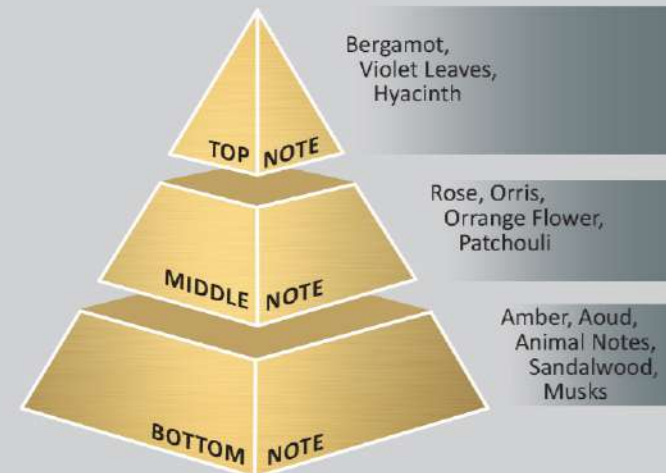 Bergamot,
Violet Leaves,
Hyacinth
TOP NOTE
Rose, Orris,
Orrange Flower,
Patchouli
MIDDLE NOTE
Amber, Aoud,
Animal Notes,
Sandalwood,
Musks
BOTTOM NOTE